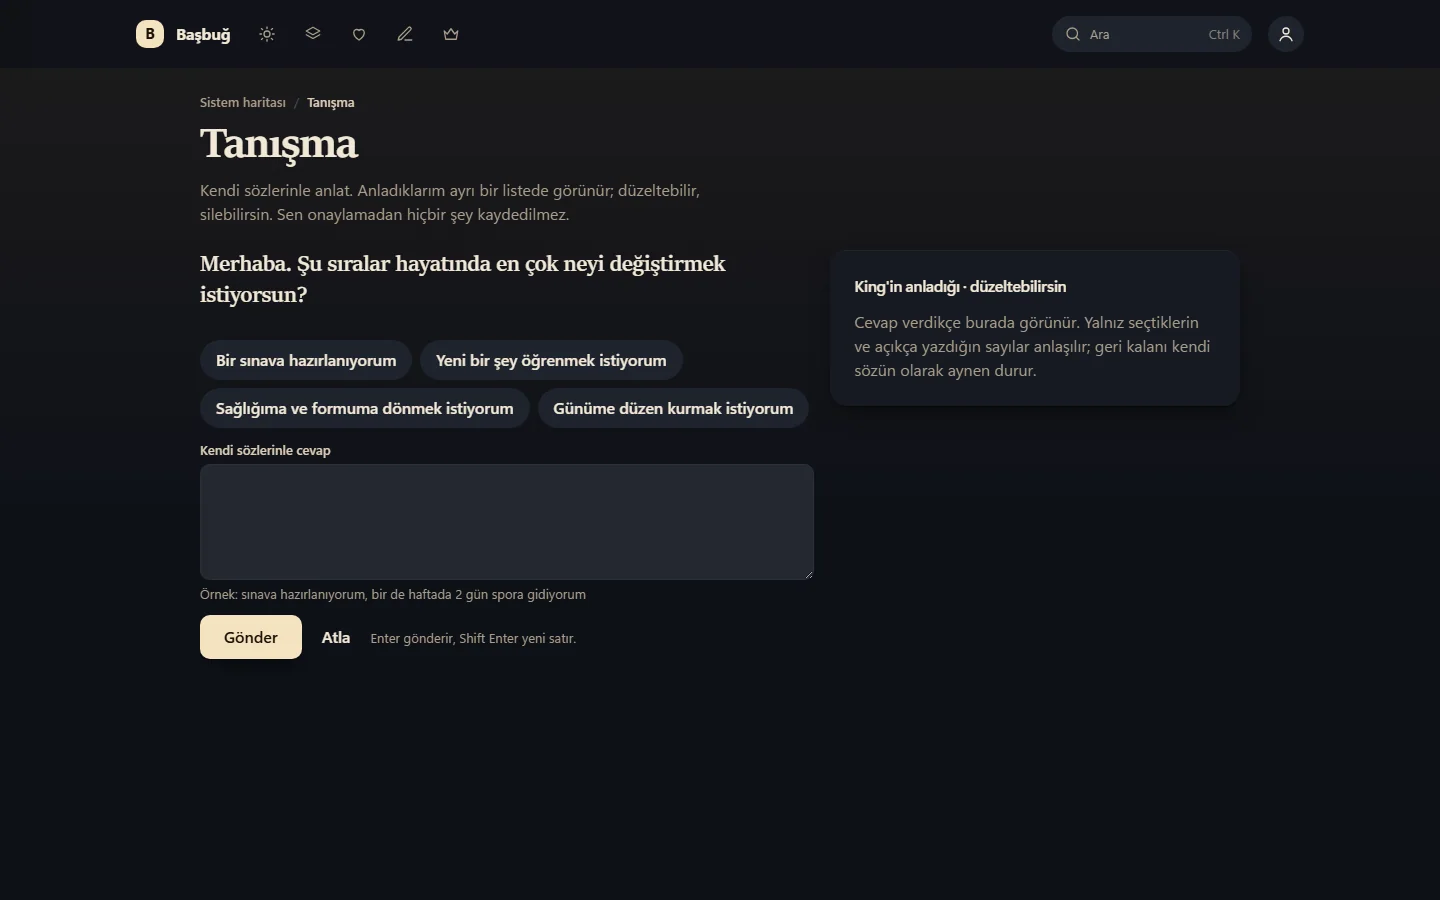 B Başbuğ
Ara Ctrl K
Sistem haritası / Tanışma
Tanışma
Kendi sözlerinle anlat. Anladıklarım ayrı bir listede görünür; düzeltebilir,
silebilirsin. Sen onaylamadan hiçbir şey kaydedilmez.
Merhaba. Şu sıralar hayatında en çok neyi değiştirmek
istiyorsun?
Bir sınava hazırlanıyorum
Yeni bir şey öğrenmek istiyorum
Sağlığıma ve formuma dönmek istiyorum
Günüme düzen kurmak istiyorum
Kendi sözlerinle cevap
Örnek: sınava hazırlanıyorum, bir de haftada 2 gün spora gidiyorum
Gönder
Atla
Enter gönderir, Shift Enter yeni satır.
King'in anladığı · düzeltebilirsin
Cevap verdikçe burada görünür. Yalnız seçtiklerin
ve açıkça yazdığın sayılar anlaşılır; geri kalanı kendi
sözün olarak aynen durur.